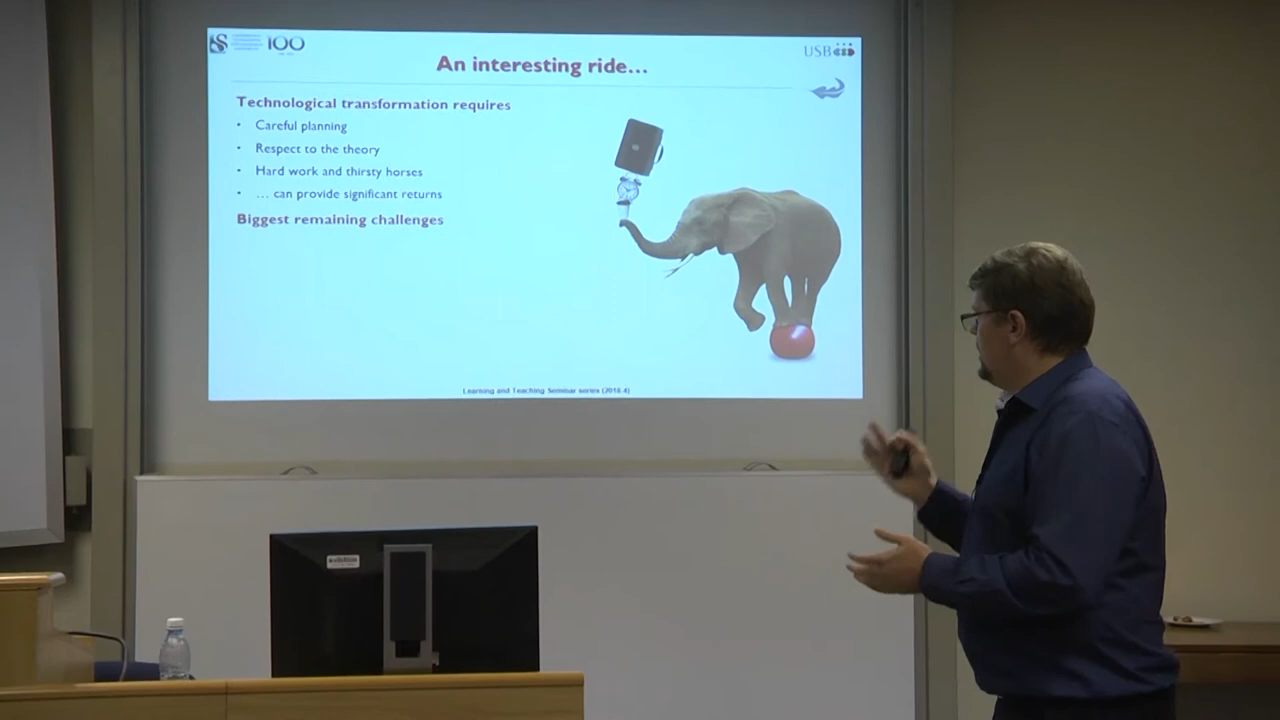 100
USB
An interesting ride...
Technological transformation requires
• Careful planning
• Respect to the theory
• Hard work and thirsty horses
• … can provide significant returns
Biggest remaining challenges
Learning and Teaching Seminar series (2018.4)